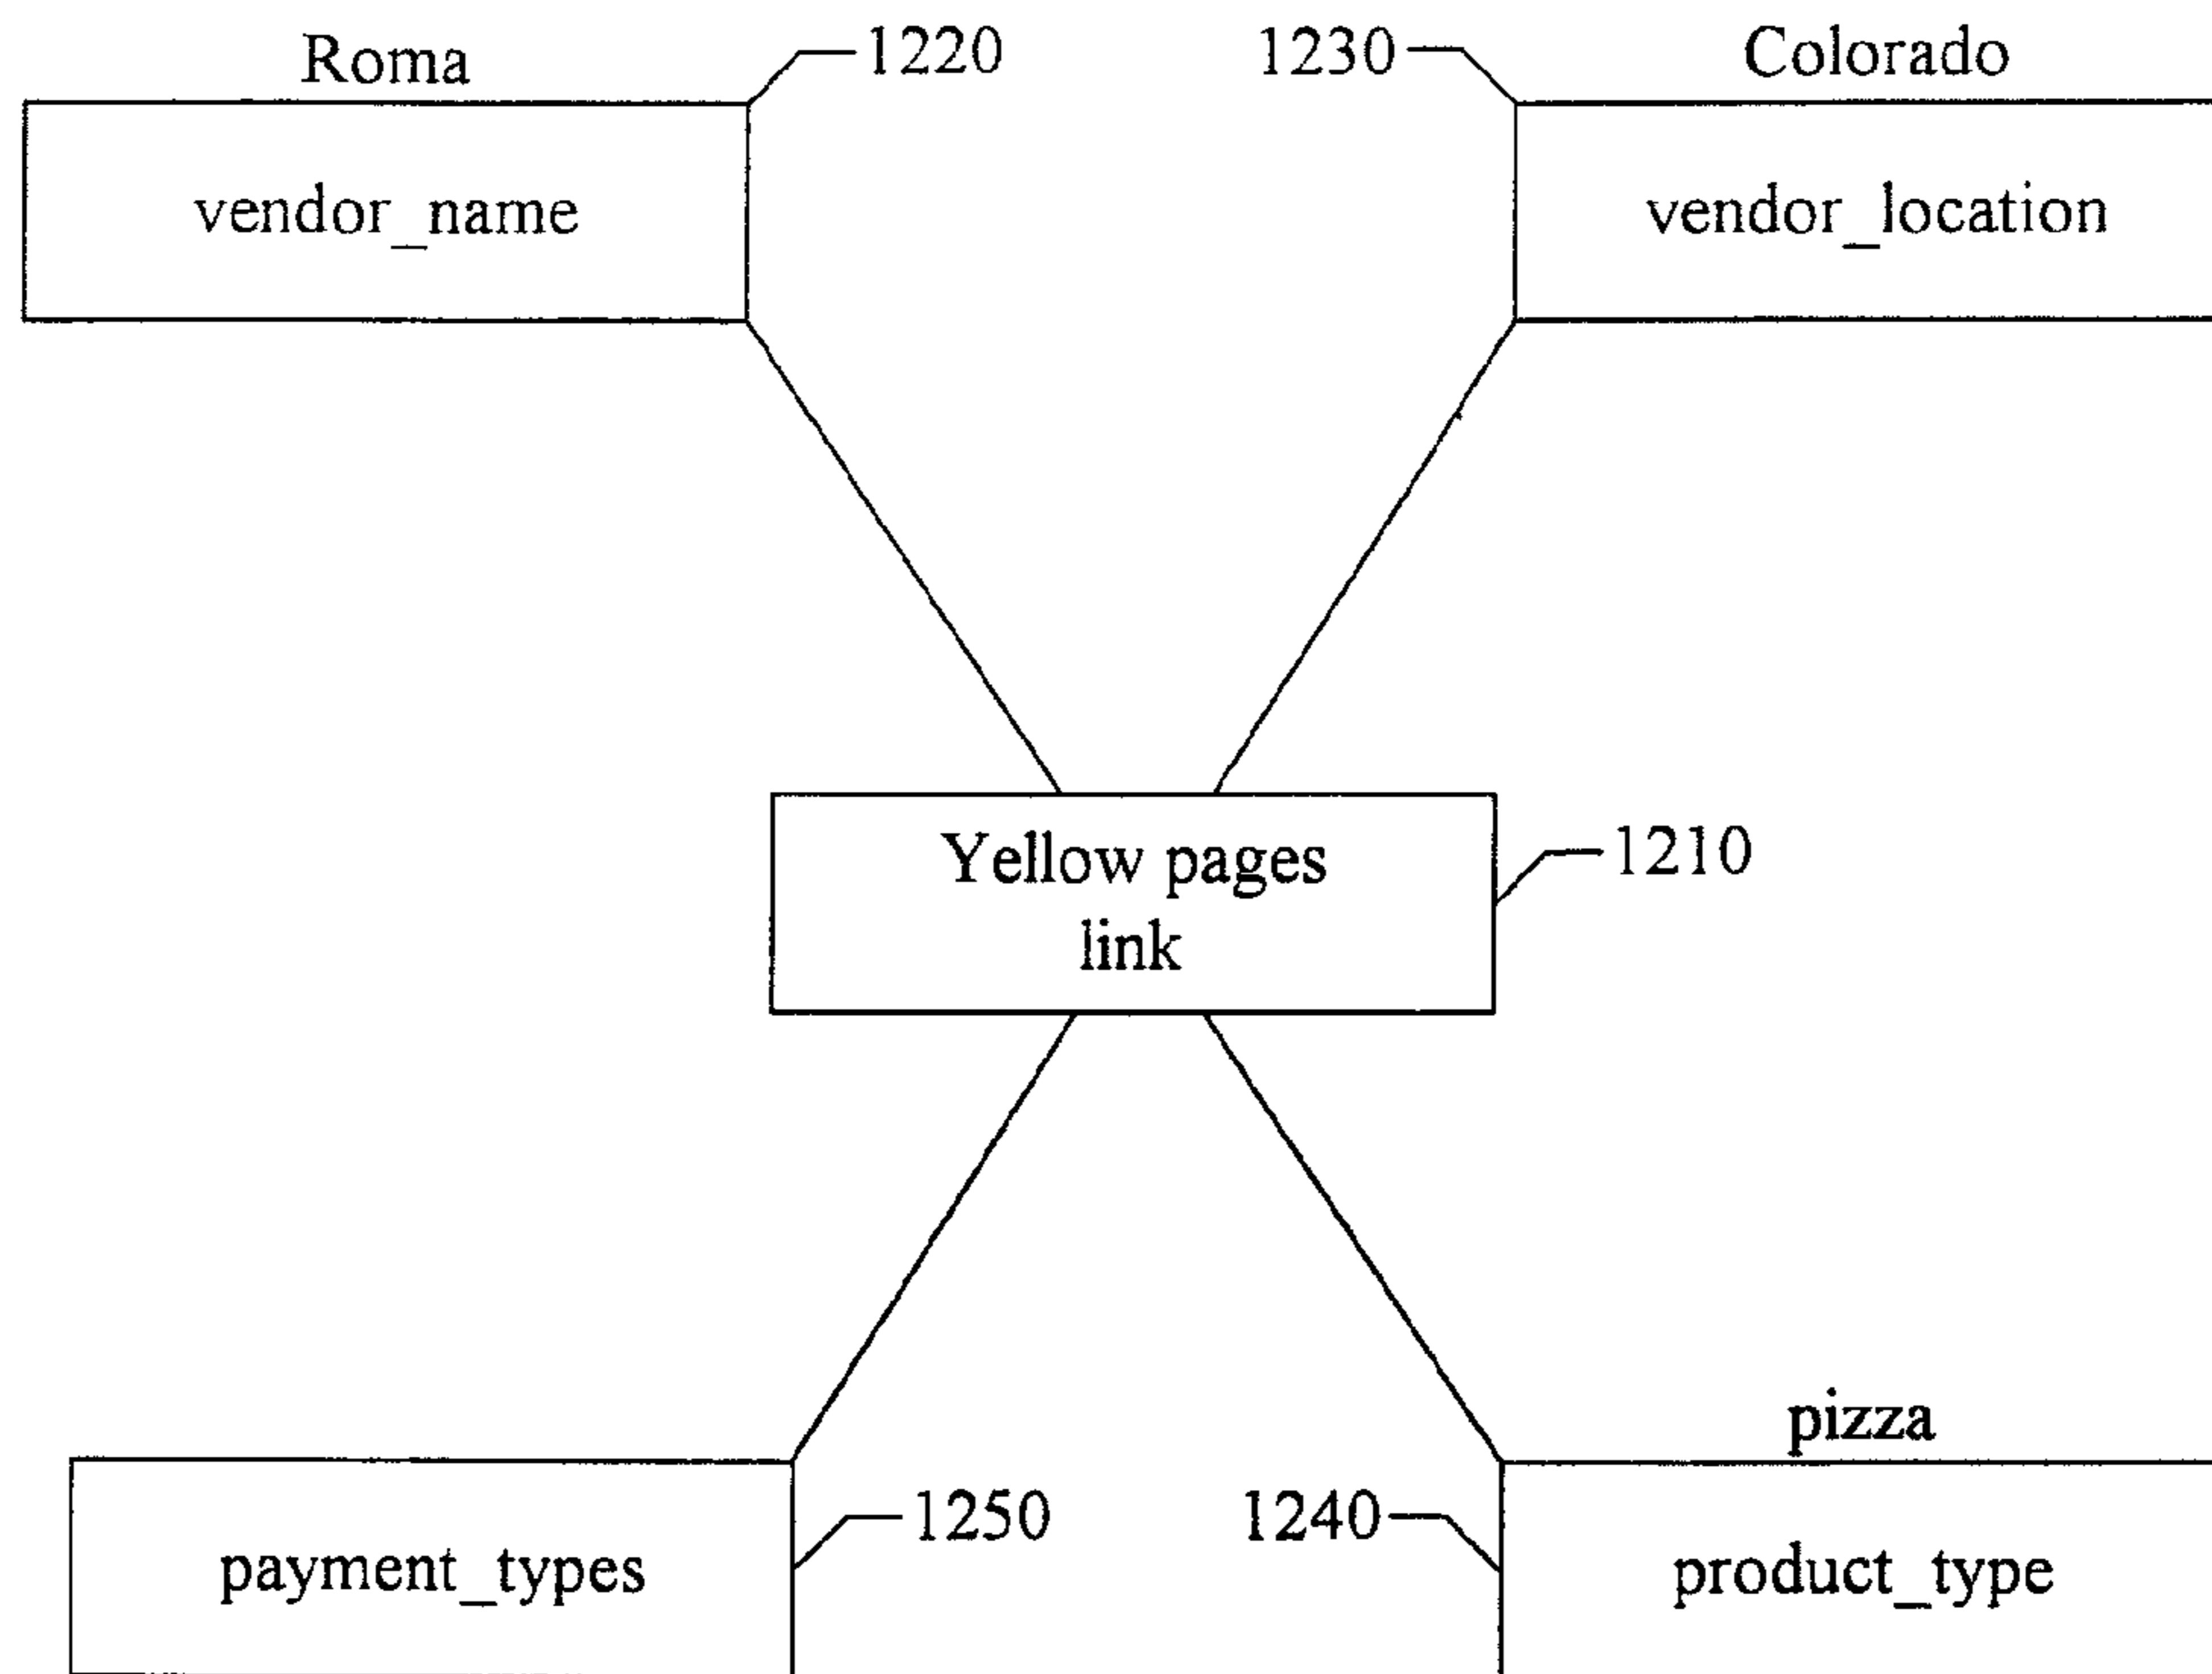 Roma
1220
1230
Colorado
vendor_name
vendor_location
Yellow pages
link
1210
pizza
1250
1240
payment_types
product_type